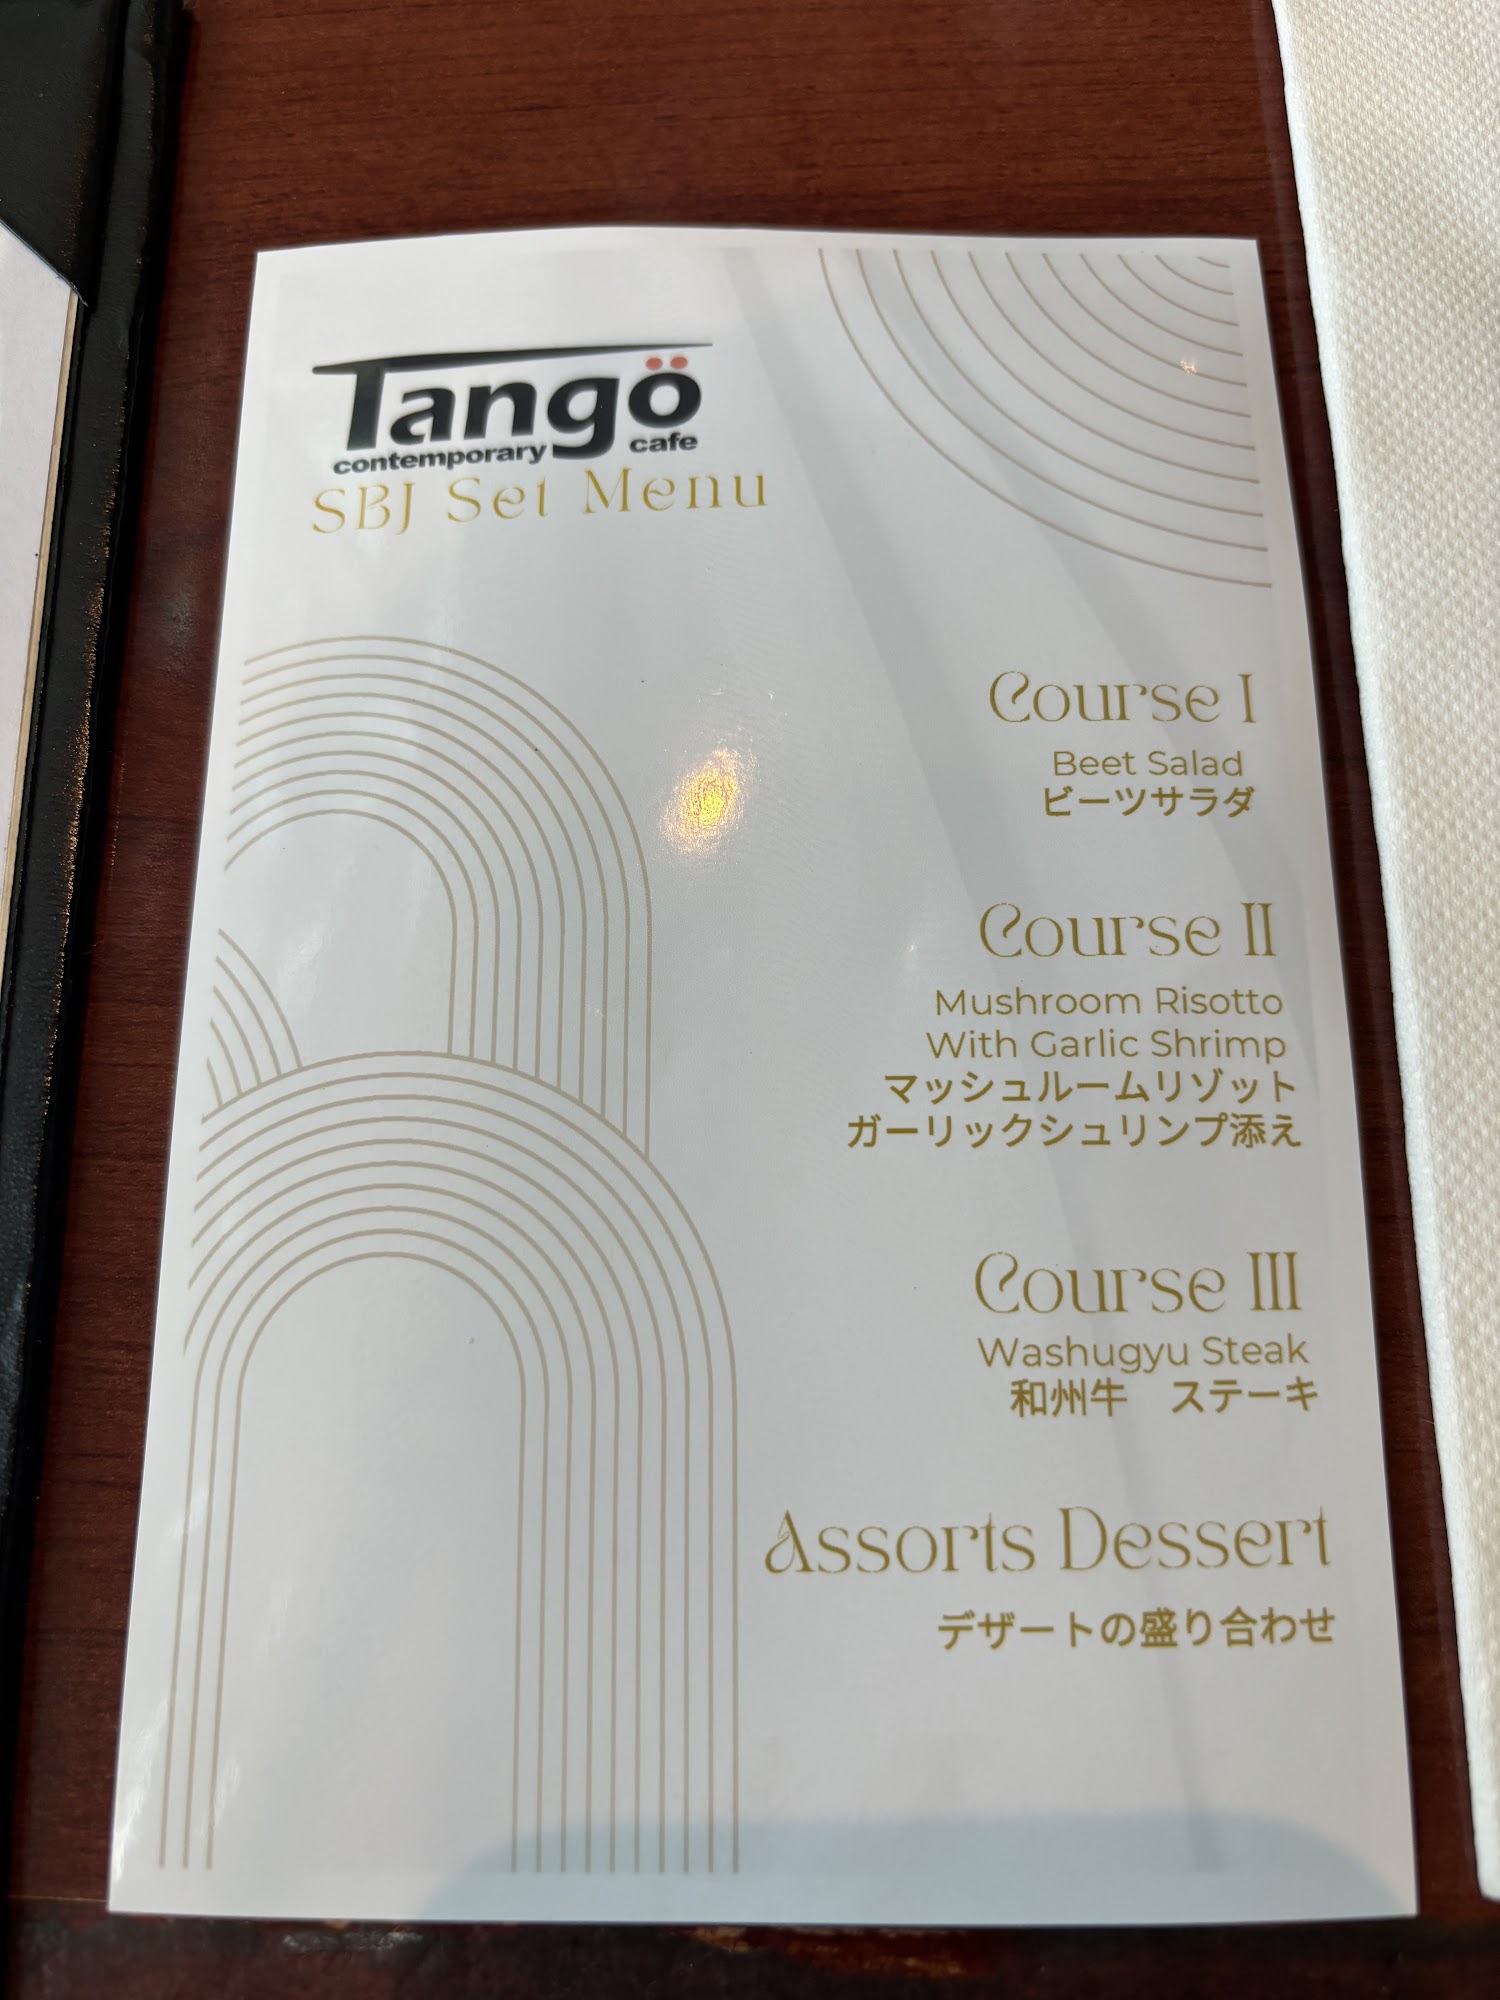 Tangö
contemporary cafe
SBJ Set Menu
Course I
Beet Salad
ビーツサラダ
Course II
Mushroom Risotto
With Garlic Shrimp
マッシュルームリゾット
ガーリックシュリンプ添え
Course III
Washugyu Steak
和州牛　ステーキ
Assorts Dessert
デザートの盛り合わせ